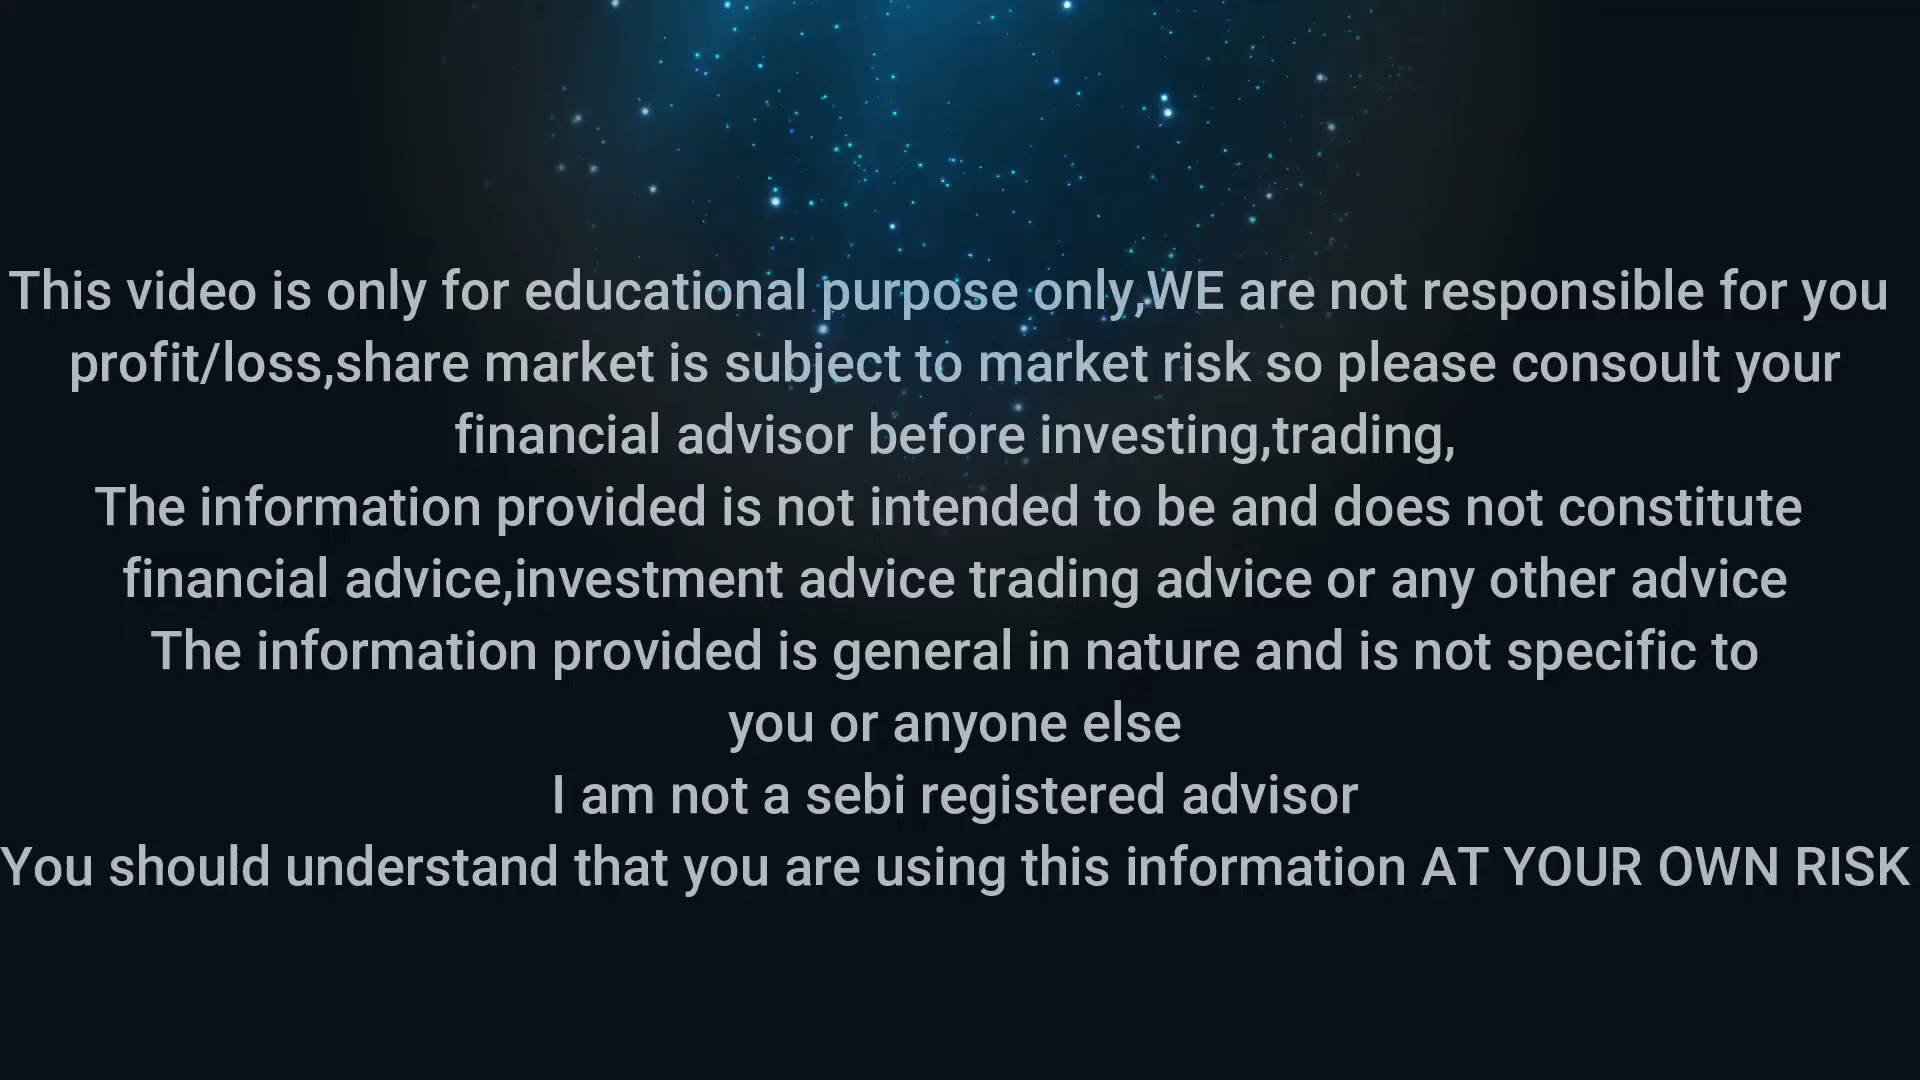 This video is only for educational purpose only,WE are not responsible for you
profit/loss,share market is subject to market risk so please consoult your
financial advisor before investing,trading,
The information provided is not intended to be and does not constitute
financial advice,investment advice trading advice or any other advice
The information provided is general in nature and is not specific to
you or anyone else
I am not a sebi registered advisor
You should understand that you are using this information AT YOUR OWN RISK